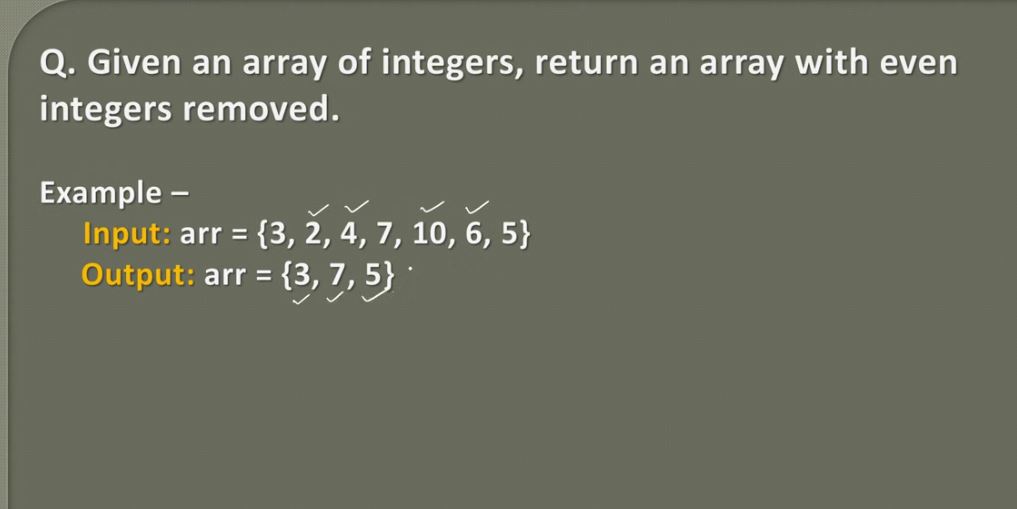 Q. Given an array of integers, return an array with even
integers removed.
Example –
Input: arr = {3, 2, 4, 7, 10, 6, 5}
Output: arr = {3, 7, 5}